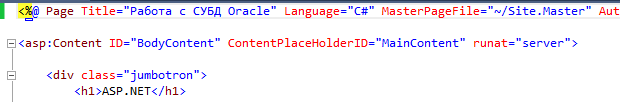 <%@ Page Title="Работа с СУБД Oracle" Language="C#" MasterPageFile="~/Site.Master" Aut
<asp:Content ID="BodyContent" ContentPlaceHolderID="MainContent" runat="server">
<div class="jumbotron">
<h1>ASP.NET</h1>